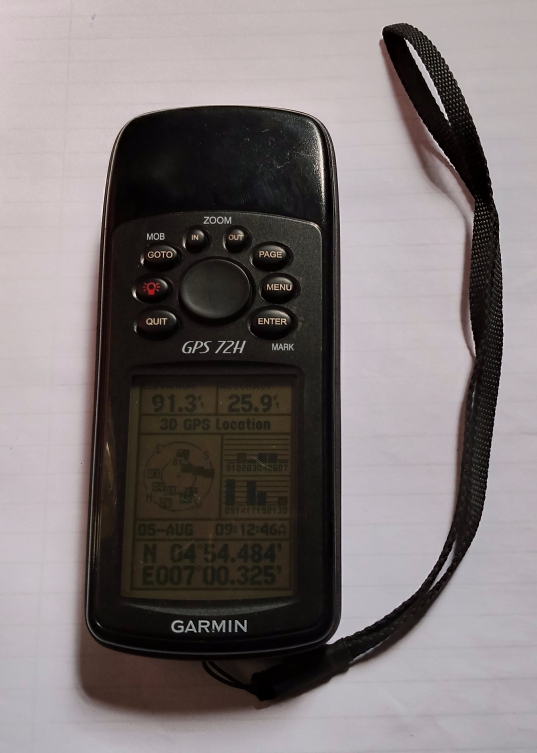 ZOOM
MOB IN OUT
GOTO PAGE
MENU
QUIT ENTER
GPS 72H MARK
91.3 25.9
3D GPS Location
05-AUG 09:12:46A
N 04°54.484'
E007°00.325'
GARMIN